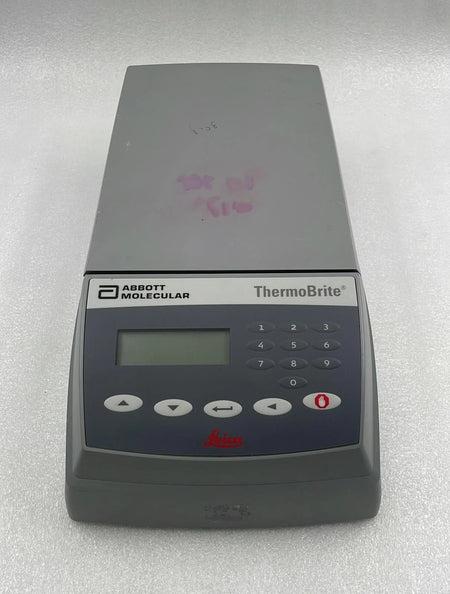 ABBOTT
MOLECULAR
ThermoBrite®
1 2 3
4 5 6
7 8 9
0
Leica